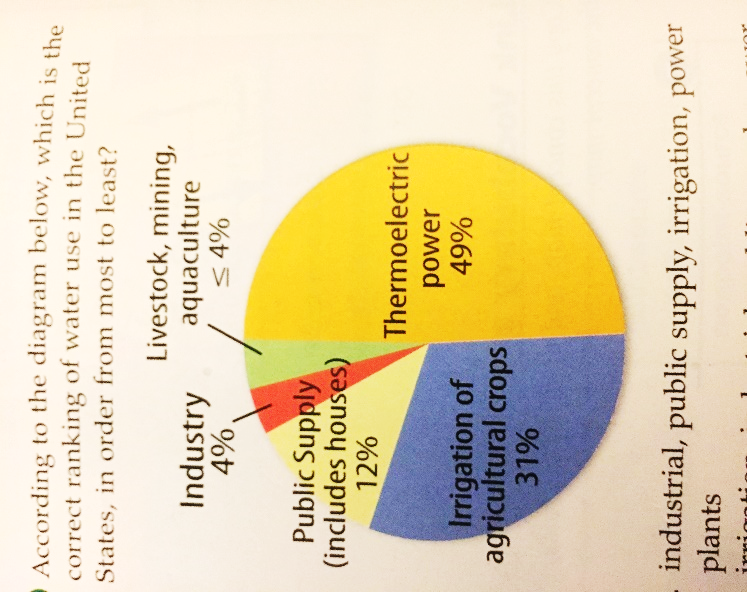 According to the diagram below, which is the
correct ranking of water use in the United
States, in order from most to least?
Livestock, mining,
aquaculture
≤ 4%
Industry
4%
Public Supply
(includes houses)
12%
Thermoelectric
power
49%
Irrigation of
agricultural crops
31%
industrial, public supply, irrigation, power
plants